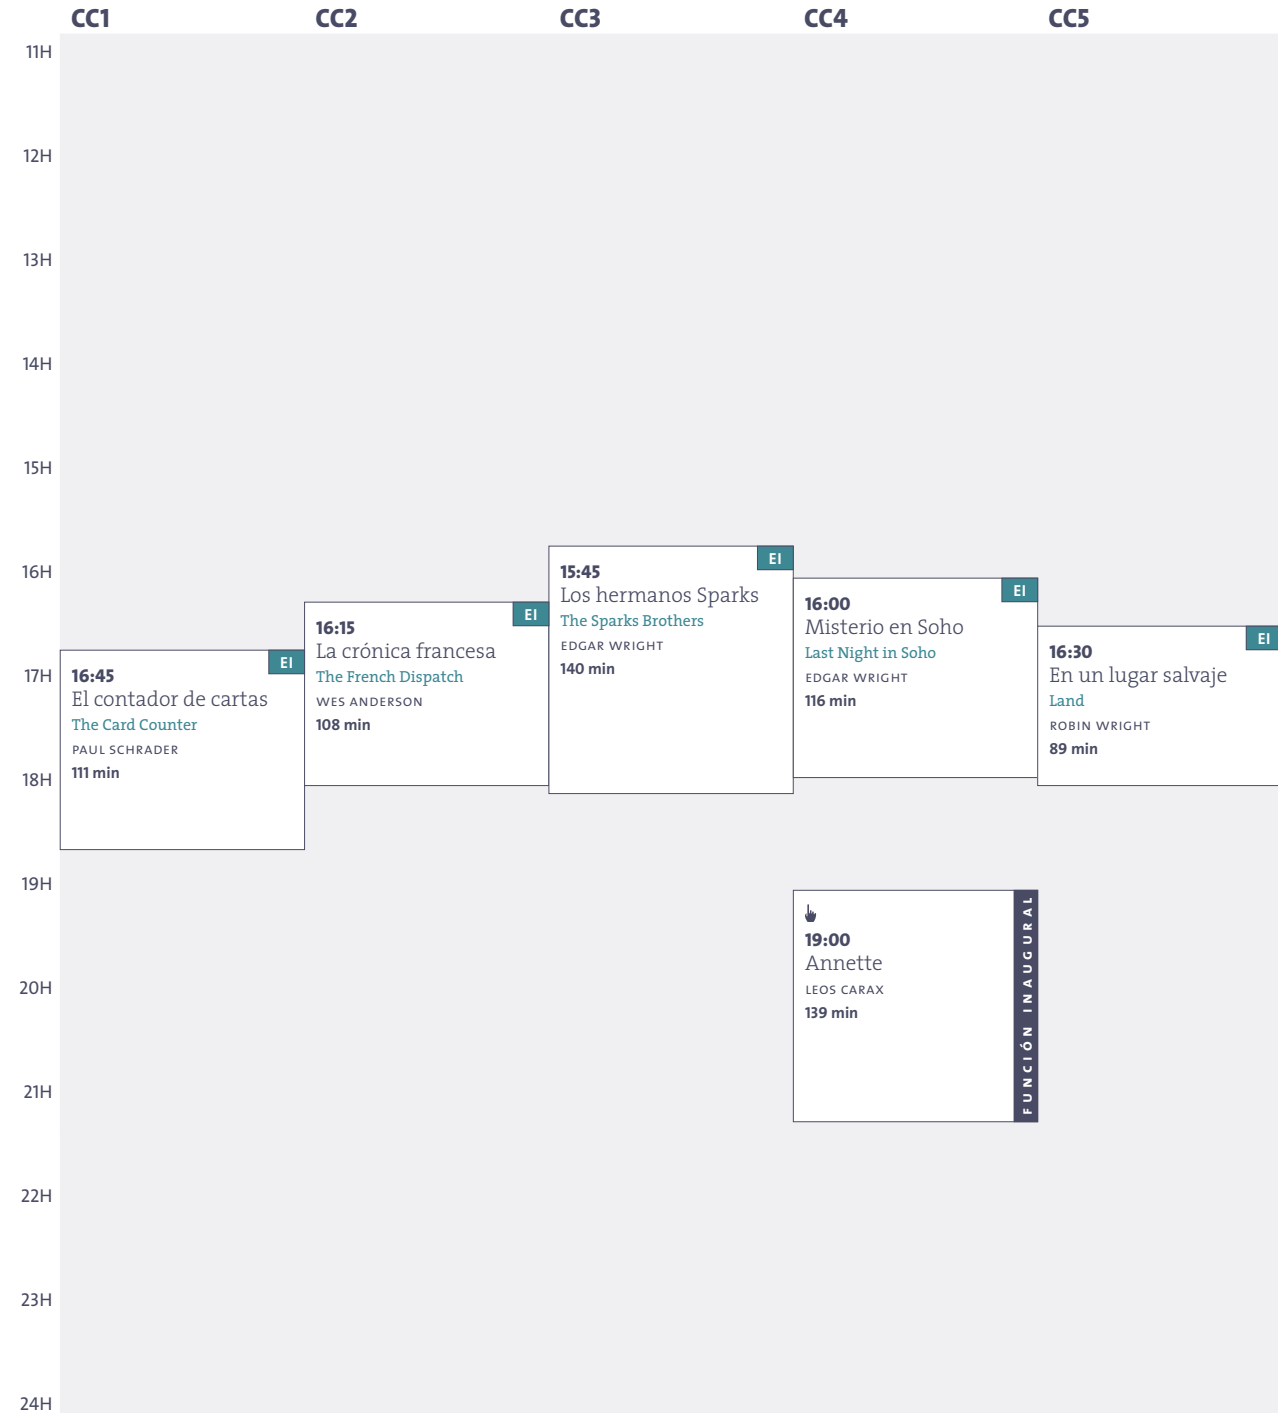 CC1 CC2 CC3 CC4 CC5
11H
12H
13H
14H
15H
16H
17H
18H
19H
20H
21H
22H
23H
24H
EI
16:45
El contador de cartas
The Card Counter
PAUL SCHRADER
111 min
EI
16:15
La crónica francesa
The French Dispatch
WES ANDERSON
108 min
EI
15:45
Los hermanos Sparks
The Sparks Brothers
EDGAR WRIGHT
140 min
EI
16:00
Misterio en Soho
Last Night in Soho
EDGAR WRIGHT
116 min
19:00
Annette
LEOS CARAX
139 min
FUNCIÓN INAUGURAL
EI
16:30
En un lugar salvaje
Land
ROBIN WRIGHT
89 min